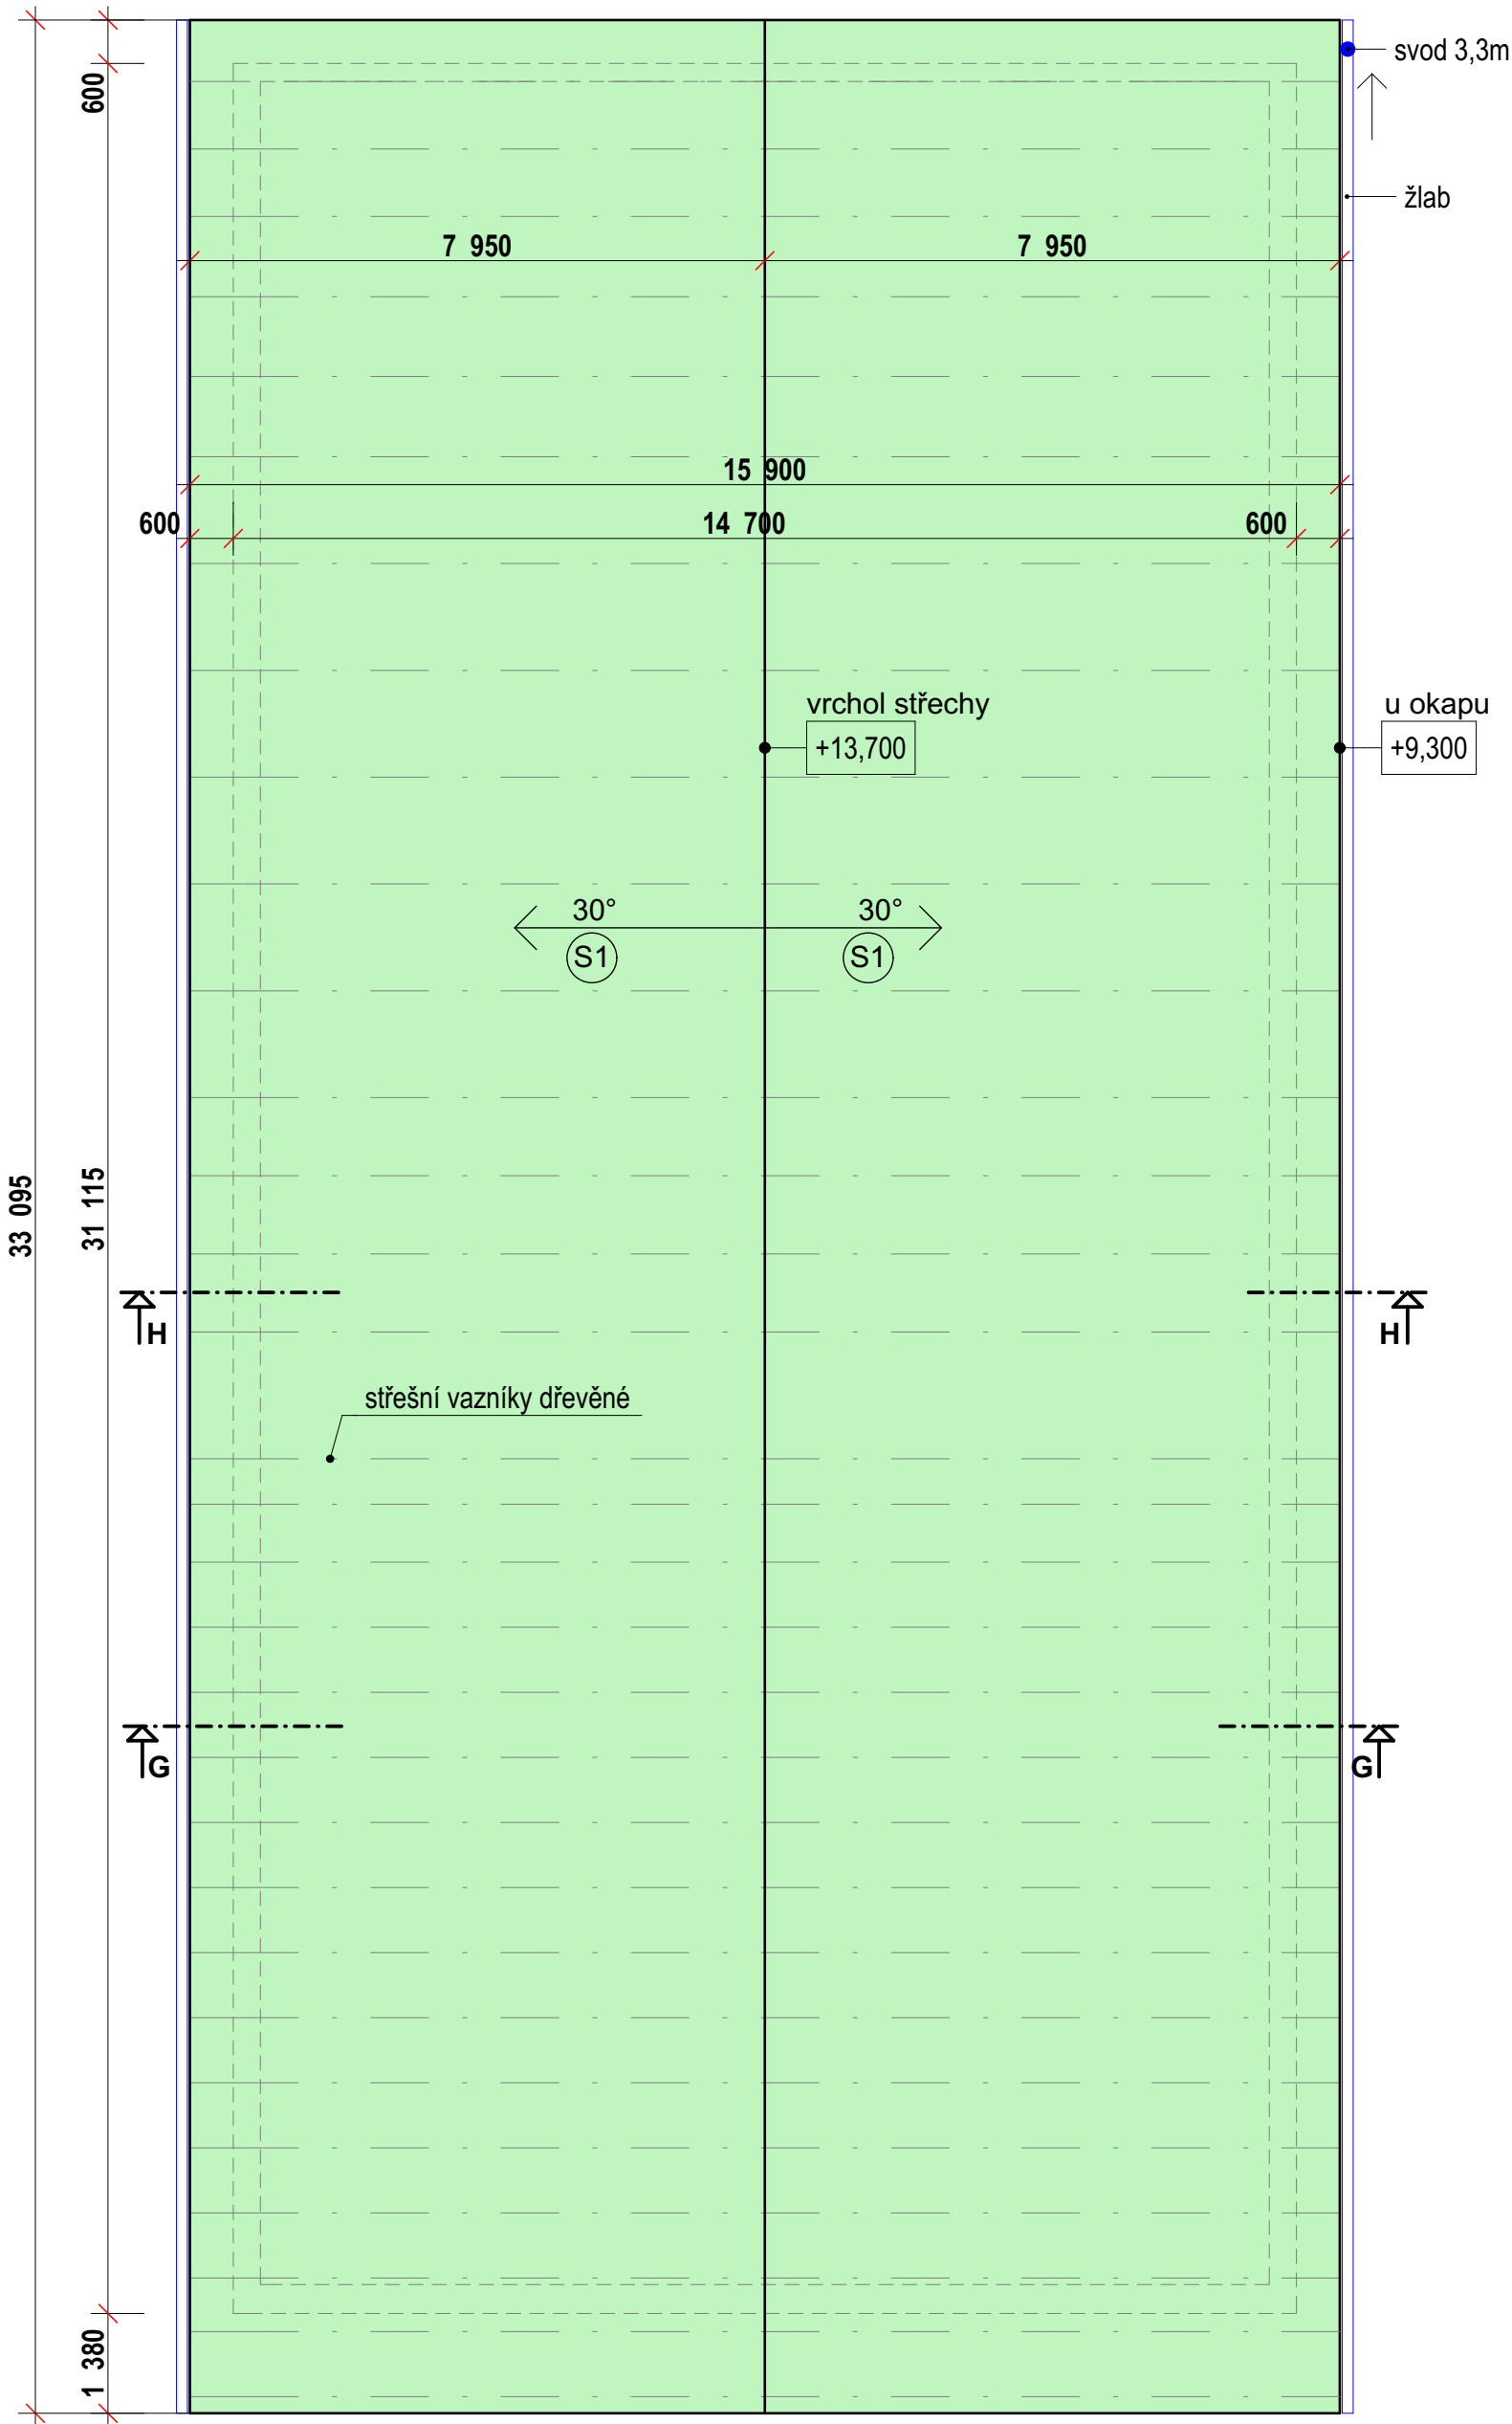 svod 3,3m
600
žlab
7 950
7 950
15 900
600
14 700
600
vrchol střechy
+13,700
u okapu
+9,300
30°
30°
S1
S1
33 095
31 115
H
H
střešní vazníky dřevěné
G
G
1 380